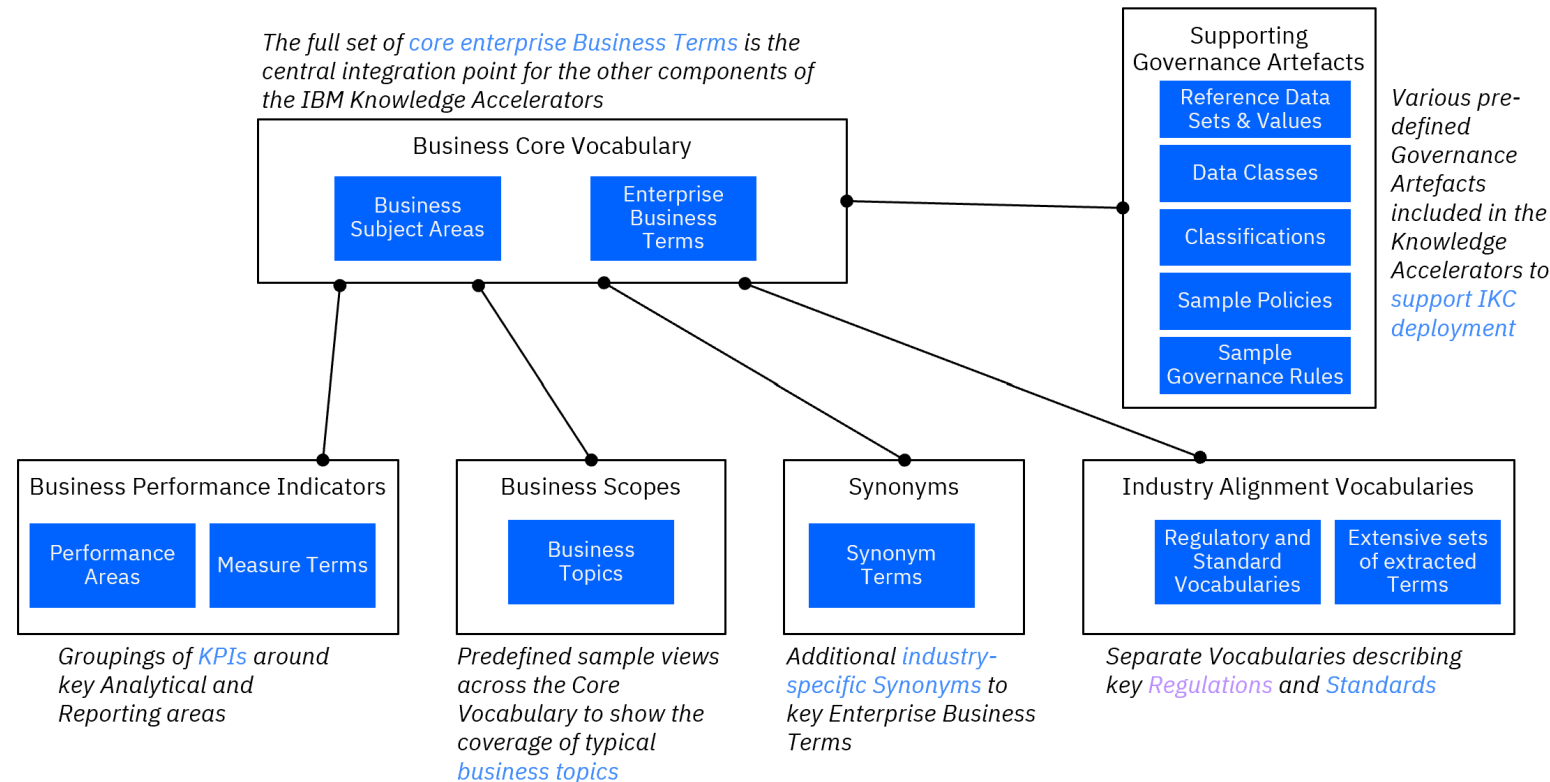 The full set of core enterprise Business Terms is the
central integration point for the other components of
the IBM Knowledge Accelerators
Business Core Vocabulary
Business
Subject Areas
Enterprise
Business
Terms
Supporting
Governance Artefacts
Reference Data
Sets & Values
Data Classes
Classifications
Sample Policies
Sample
Governance Rules
Various pre-
defined
Governance
Artefacts
included in the
Knowledge
Accelerators to
support IKC
deployment
Business Performance Indicators
Performance
Areas
Measure Terms
Groupings of KPIs around
key Analytical and
Reporting areas
Business Scopes
Business
Topics
Predefined sample views
across the Core
Vocabulary to show the
coverage of typical
business topics
Synonyms
Synonym
Terms
Additional industry-
specific Synonyms to
key Enterprise Business
Terms
Industry Alignment Vocabularies
Regulatory and
Standard
Vocabularies
Extensive sets
of extracted
Terms
Separate Vocabularies describing
key Regulations and Standards